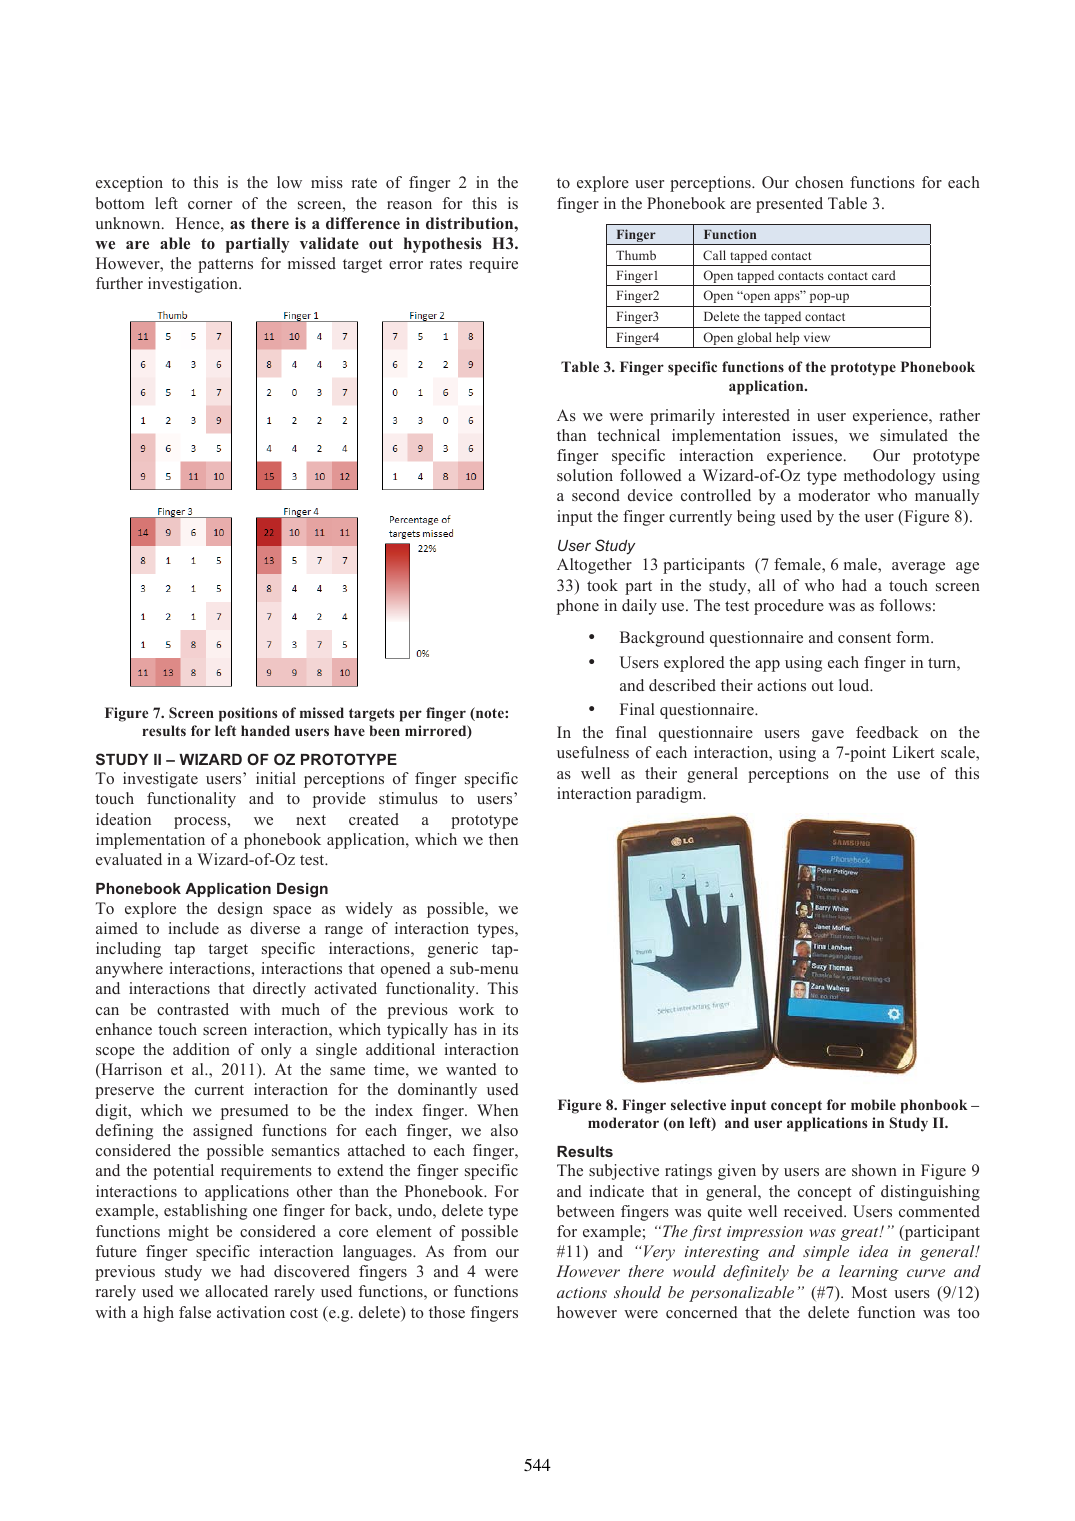 exception to this is the low miss rate of finger 2 in the
bottom left corner of the screen, the reason for this is
unknown. Hence, as there is a difference in distribution,
we are able to partially validate out hypothesis H3.
However, the patterns for missed target error rates require
further investigation.
Thumb Finger 1 Finger 2
11 5 5 7 11 10 4 7 7 5 1 8
6 4 3 6 8 4 4 3 6 2 2 9
6 5 1 7 2 0 3 7 0 1 6 5
1 2 3 9 1 2 2 2 3 3 0 6
9 6 3 5 4 4 2 4 6 9 3 6
9 5 11 10 15 3 10 12 1 4 8 10
Finger 3 Finger 4
14 9 6 10 22 10 11 11
8 1 1 5 13 5 7 7
3 2 1 5 8 4 4 3
1 2 1 7 7 4 2 4
1 5 8 6 7 3 7 5
11 13 8 6 9 9 8 10
Percentage of
targets missed
22%
0%
Figure 7. Screen positions of missed targets per finger (note:
results for left handed users have been mirrored)
STUDY II – WIZARD OF OZ PROTOTYPE
To investigate users’ initial perceptions of finger specific
touch functionality and to provide stimulus to users’
ideation process, we next created a prototype
implementation of a phonebook application, which we then
evaluated in a Wizard-of-Oz test.
Phonebook Application Design
To explore the design space as widely as possible, we
aimed to include as diverse a range of interaction types,
including tap target specific interactions, generic tap-
anywhere interactions, interactions that opened a sub-menu
and interactions that directly activated functionality. This
can be contrasted with much of the previous work to
enhance touch screen interaction, which typically has in its
scope the addition of only a single additional interaction
(Harrison et al., 2011). At the same time, we wanted to
preserve the current interaction for the dominantly used
digit, which we presumed to be the index finger. When
defining the assigned functions for each finger, we also
considered the possible semantics attached to each finger,
and the potential requirements to extend the finger specific
interactions to applications other than the Phonebook. For
example, establishing one finger for back, undo, delete type
functions might be considered a core element of possible
future finger specific interaction languages. As from our
previous study we had discovered fingers 3 and 4 were
rarely used we allocated rarely used functions, or functions
with a high false activation cost (e.g. delete) to those fingers
to explore user perceptions. Our chosen functions for each
finger in the Phonebook are presented Table 3.
Finger Function
Thumb Call tapped contact
Finger1 Open tapped contacts contact card
Finger2 Open “open apps” pop-up
Finger3 Delete the tapped contact
Finger4 Open global help view
Table 3. Finger specific functions of the prototype Phonebook
application.
As we were primarily interested in user experience, rather
than technical implementation issues, we simulated the
finger specific interaction experience. Our prototype
solution followed a Wizard-of-Oz type methodology using
a second device controlled by a moderator who manually
input the finger currently being used by the user (Figure 8).
User Study
Altogether 13 participants (7 female, 6 male, average age
33) took part in the study, all of who had a touch screen
phone in daily use. The test procedure was as follows:
• Background questionnaire and consent form.
• Users explored the app using each finger in turn,
and described their actions out loud.
• Final questionnaire.
In the final questionnaire users gave feedback on the
usefulness of each interaction, using a 7-point Likert scale,
as well as their general perceptions on the use of this
interaction paradigm.
LG
1 2 3 4
Thumb
Select interacting finger
SAMSUNG
Phonebook
Peter Petigrew
Thomas Jones
Barry White
Janet Moffat
Tina Lambert
Suzy Thomas
Zara Walters
Figure 8. Finger selective input concept for mobile phonbook –
moderator (on left) and user applications in Study II.
Results
The subjective ratings given by users are shown in Figure 9
and indicate that in general, the concept of distinguishing
between fingers was quite well received. Users commented
for example; “The first impression was great!” (participant
#11) and “Very interesting and simple idea in general!
However there would definitely be a learning curve and
actions should be personalizable” (#7). Most users (9/12)
however were concerned that the delete function was too
544